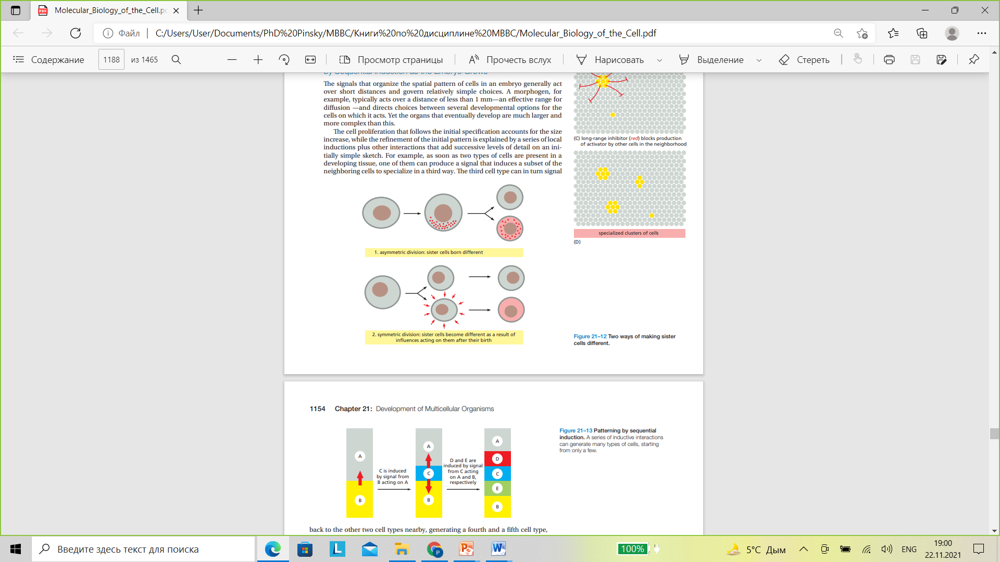 Molecular_Biology_of_the_Cell.pc
Файл
C:/Users/User/Documents/PhD%20Pinsky/MBBC/Книги%20по%20дисциплине%20MBBC/Molecular_Biology_of_the_Cell.pdf
Содержание
1188 из 1465
Просмотр страницы
Прочесть вслух
Нарисовать
Выделение
Стереть
by Sequential Induction as the Embryo Grows
The signals that organize the spatial pattern of cells in an embryo generally act
over short distances and govern relatively simple choices. A morphogen, for
example, typically acts over a distance of less than 1 mm—an effective range for
diffusion —and directs choices between several developmental options for the
cells on which it acts. Yet the organs that eventually develop are much larger and
more complex than this.
The cell proliferation that follows the initial specification accounts for the size
increase, while the refinement of the initial pattern is explained by a series of local
inductions plus other interactions that add successive levels of detail on an ini-
tially simple sketch. For example, as soon as two types of cells are present in a
developing tissue, one of them can produce a signal that induces a subset of the
neighboring cells to specialize in a third way. The third cell type can in turn signal
(C) long-range inhibitor (red) blocks production
of activator by other cells in the neighborhood
specialized clusters of cells
(D)
1. asymmetric division: sister cells born different
2. symmetric division: sister cells become different as a result of
influences acting on them after their birth
Figure 21–12 Two ways of making sister
cells different.
1154 Chapter 21: Development of Multicellular Organisms
A
B
C is induced
by signal from
B acting on A
A
C
B
D and E are
induced by signal
from C acting
on A and B,
respectively
A
D
C
E
B
Figure 21–13 Patterning by sequential
induction. A series of inductive interactions
can generate many types of cells, starting
from only a few.
back to the other two cell types nearby, generating a fourth and a fifth cell type,
Введите здесь текст для поиска
100%
5°C Дым
ENG
19:00
22.11.2021